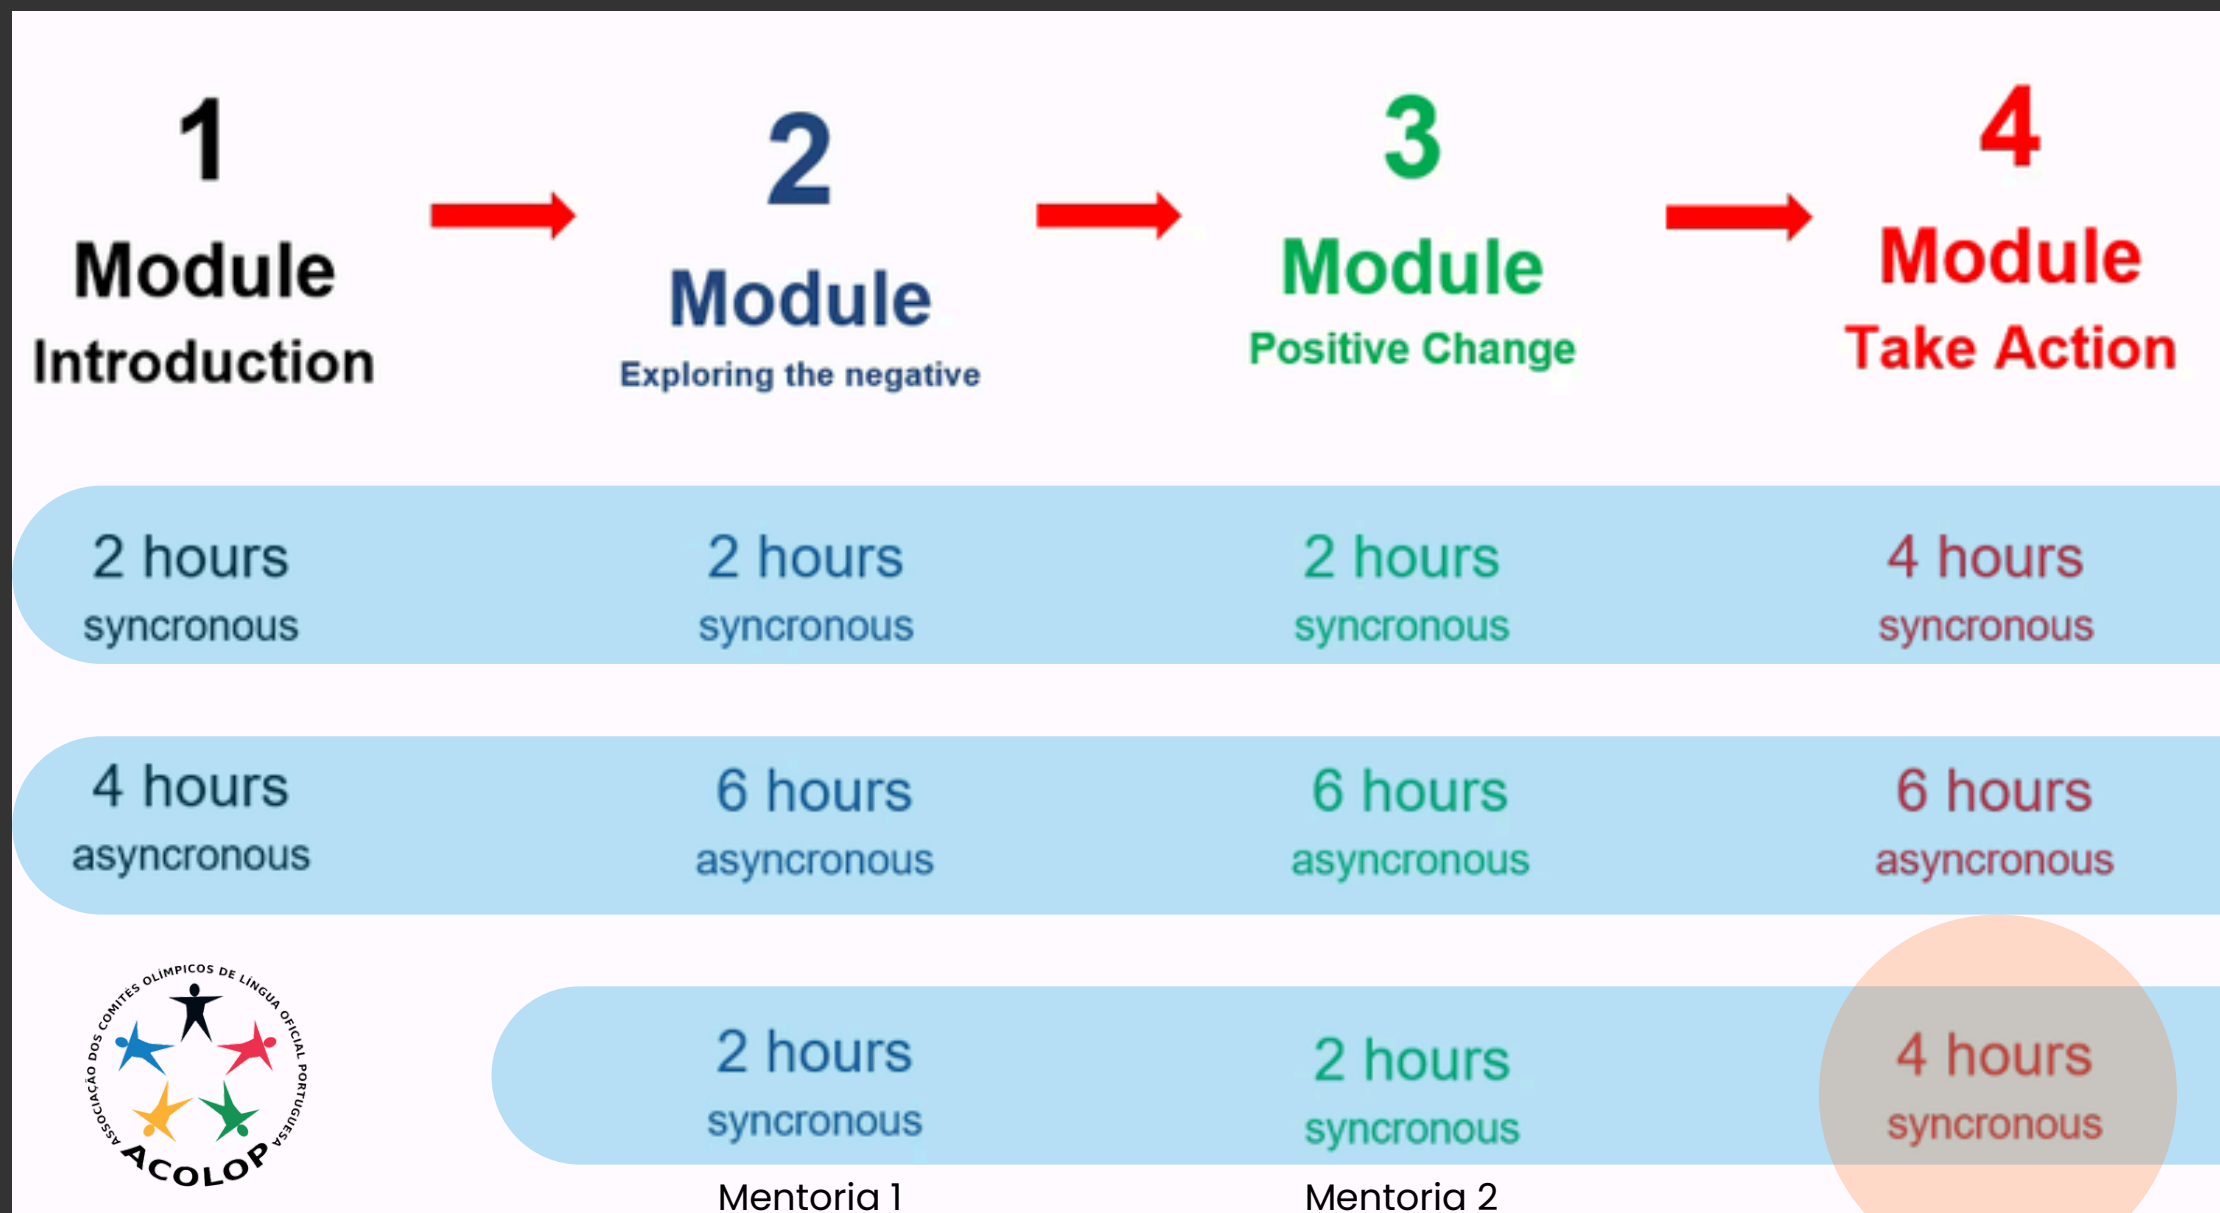 1
Module
Introduction
2
Module
Exploring the negative
3
Module
Positive Change
4
Module
Take Action
2 hours
syncronous
2 hours
syncronous
2 hours
syncronous
4 hours
syncronous
4 hours
asyncronous
6 hours
asyncronous
6 hours
asyncronous
6 hours
asyncronous
ASSOCIAÇÃO DOS COMITÉS OLÍMPICOS DE LÍNGUA OFICIAL PORTUGUESA
ACOLOP
2 hours
syncronous
Mentoria 1
2 hours
syncronous
Mentoria 2
4 hours
syncronous